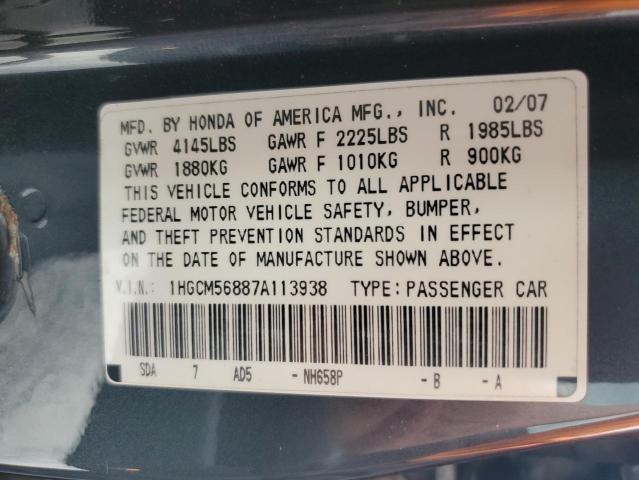 MFD. BY HONDA OF AMERICA MFG., INC. 02/07
GVWR 4145LBS GAWR F 2225LBS R 1985LBS
GVWR 1880KG GAWR F 1010KG R 900KG
THIS VEHICLE CONFORMS TO ALL APPLICABLE
FEDERAL MOTOR VEHICLE SAFETY, BUMPER,
AND THEFT PREVENTION STANDARDS IN EFFECT
ON THE DATE OF MANUFACTURE SHOWN ABOVE.
V.I.N.: 1HGCM56887A113938 TYPE: PASSENGER CAR
SDA 7 AD5 -NH658P -B -A